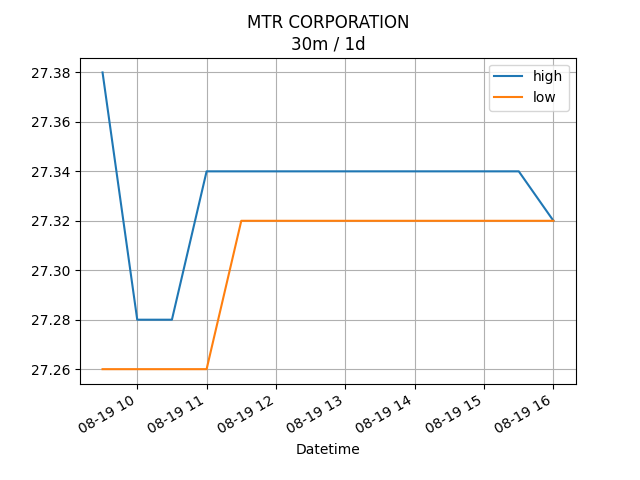 MTR CORPORATION
30m / 1d
high
low
27.38
27.36
27.34
27.32
27.30
27.28
27.26
08-19 10
08-19 11
08-19 12
08-19 13
08-19 14
08-19 15
08-19 16
Datetime